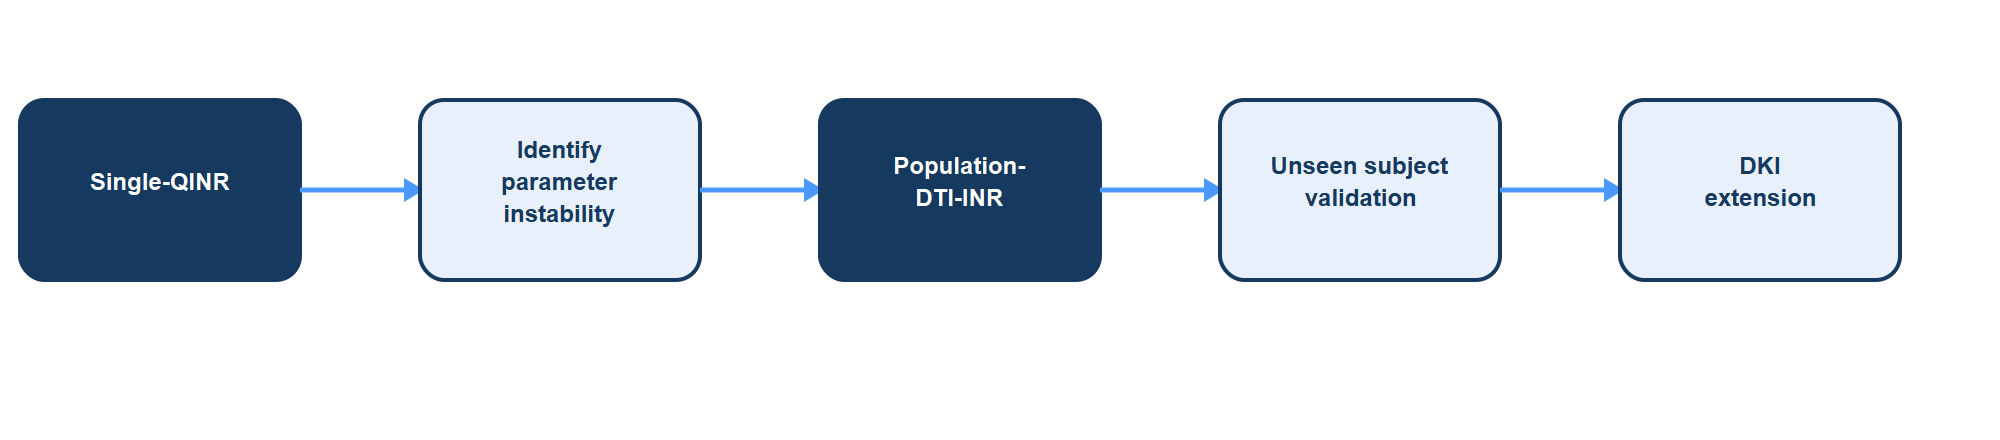 Single-QINR
Identify
parameter
instability
Population-
DTI-INR
Unseen subject
validation
DKI
extension